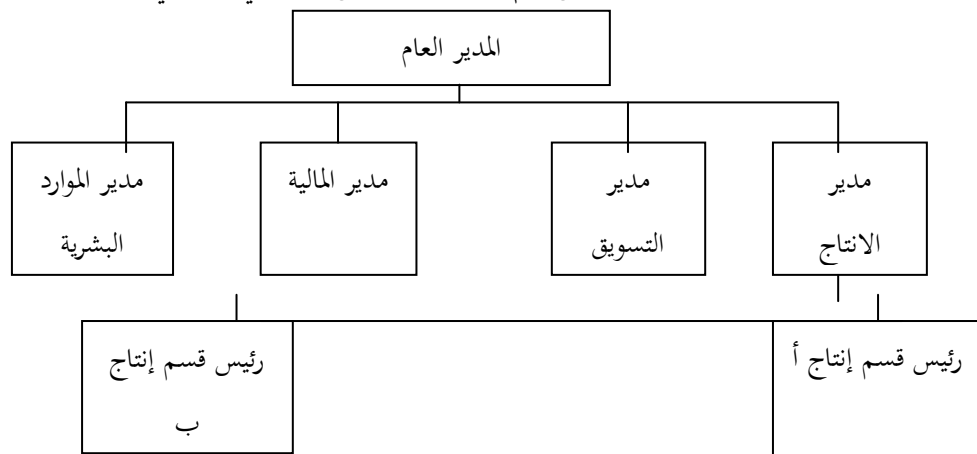 المدير العام
مدير
الانتاج
مدير
التسويق
مدير المالية
مدير الموارد
البشرية
رئيس قسم إنتاج أ
رئيس قسم إنتاج
ب